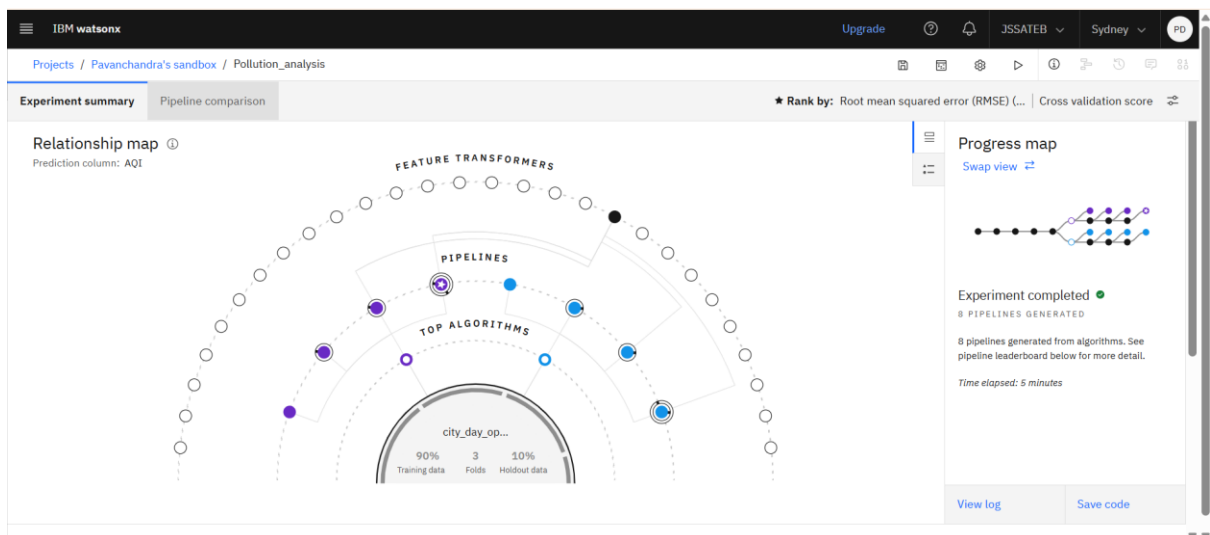 IBM watsonx
Upgrade
JSSATEB
Sydney
PD
Projects / Pavanchandra's sandbox / Pollution_analysis
Experiment summary
Pipeline comparison
★ Rank by: Root mean squared error (RMSE) (... | Cross validation score
Relationship map
Prediction column: AQI
FEATURE TRANSFORMERS
PIPELINES
TOP ALGORITHMS
city_day_op...
90% 3 10%
Training data Folds Holdout data
Progress map
Swap view
Experiment completed
8 PIPELINES GENERATED
8 pipelines generated from algorithms. See
pipeline leaderboard below for more detail.
Time elapsed: 5 minutes
View log
Save code